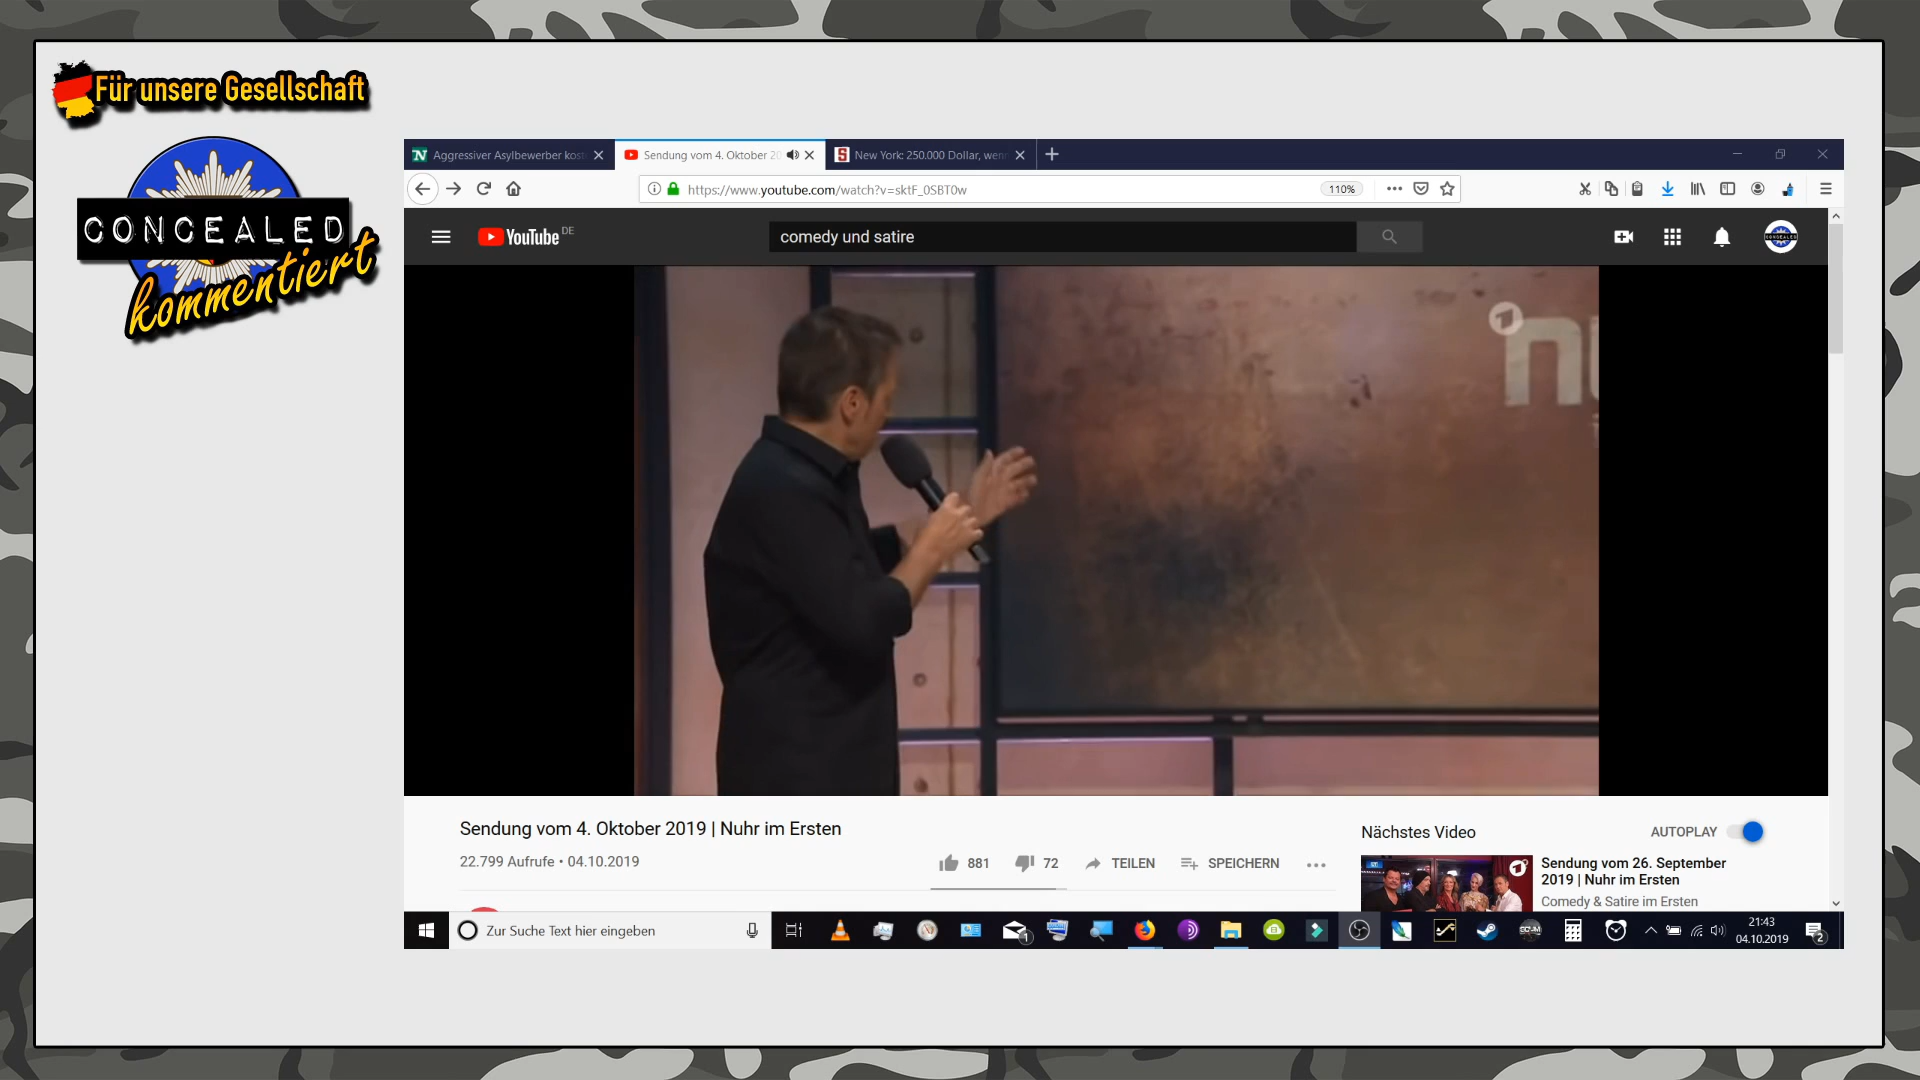 Für unsere Gesellschaft
CONCEALED
kommentiert
Aggressiver Asylbewerber kost
Sendung vom 4. Oktober 20
New York: 250.000 Dollar, wenn
https://www.youtube.com/watch?v=sktF_0SBT0w
110%
YouTube DE
comedy und satire
Sendung vom 4. Oktober 2019 | Nuhr im Ersten
22.799 Aufrufe • 04.10.2019
881
72
TEILEN
SPEICHERN
Nächstes Video
AUTOPLAY
Sendung vom 26. September
2019 | Nuhr im Ersten
Comedy & Satire im Ersten
Zur Suche Text hier eingeben
1
21:43
04.10.2019
2